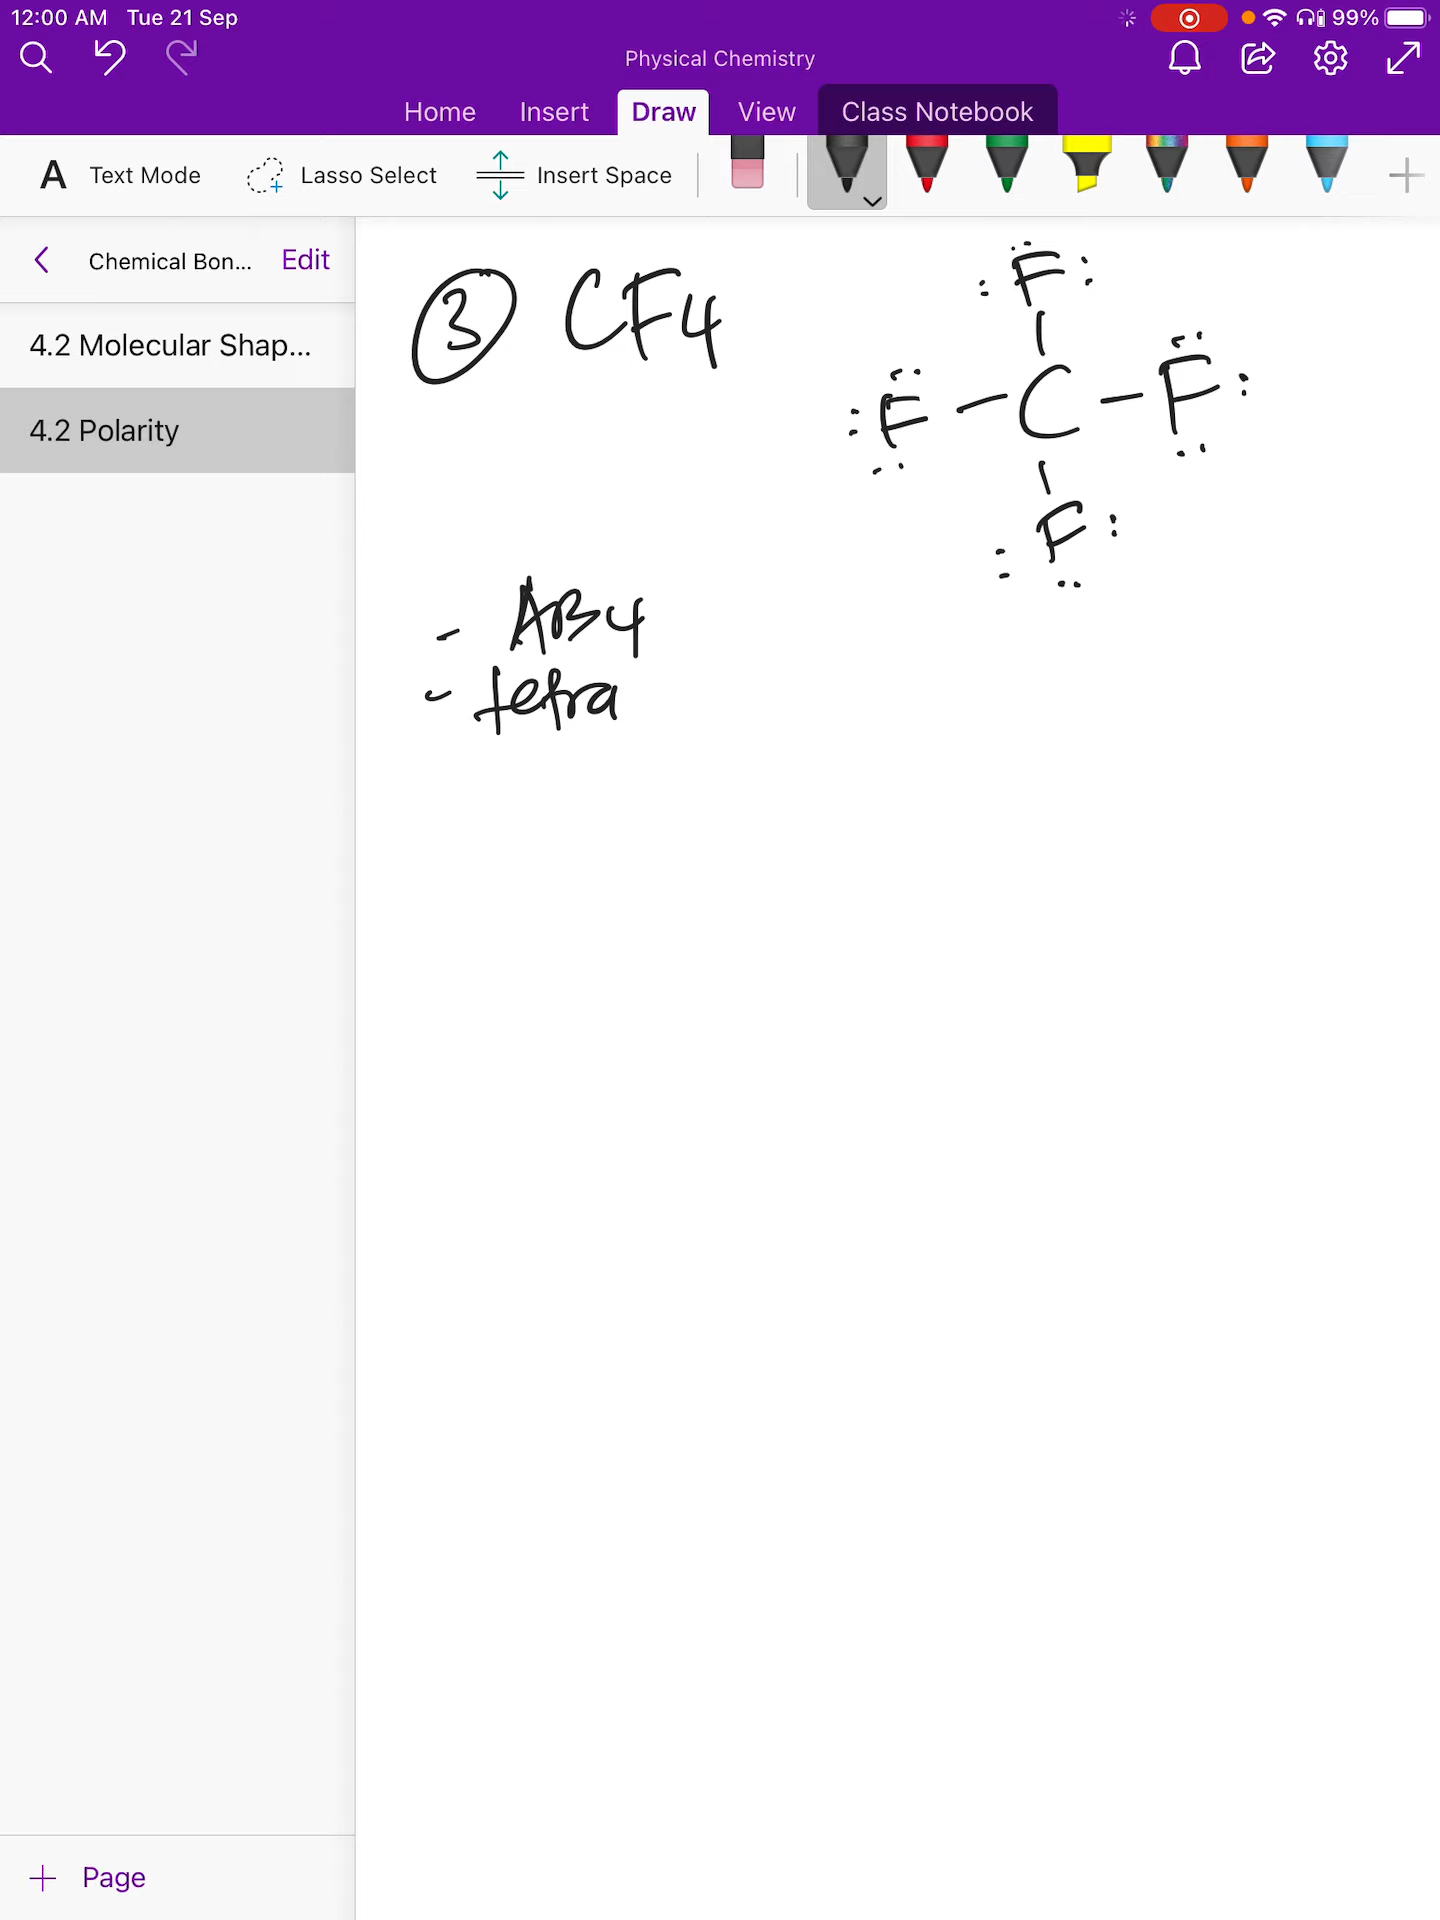 12:00 AM Tue 21 Sep 99%
Physical Chemistry
Home Insert Draw View Class Notebook
A Text Mode Lasso Select Insert Space
Chemical Bon... Edit
4.2 Molecular Shap...
4.2 Polarity
③ CF4
F
F - C - F
F
- AB4
- tetra
+ Page